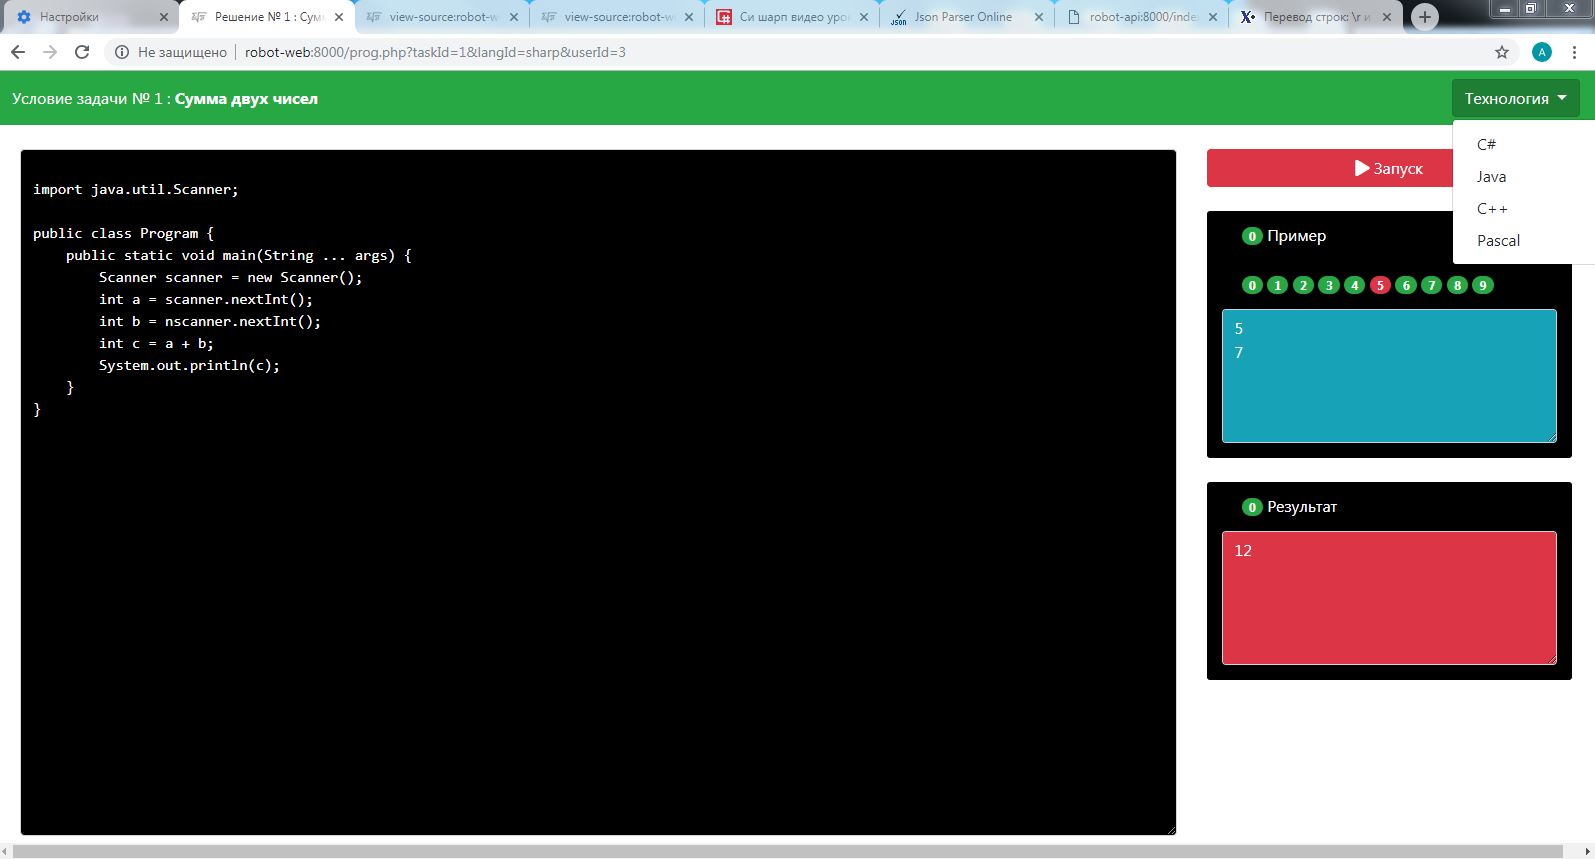 Настройки
Решение № 1 : Сумм
view-source:robot-w
view-source:robot-w
Си шарп видео уро
Json Parser Online
robot-api:8000/inde
Перевод строк: \r и
Не защищено
robot-web:8000/prog.php?taskId=1&langId=sharp&userId=3
A
Условие задачи № 1 : Сумма двух чисел
Технология
C#
Java
C++
Pascal
import java.util.Scanner;
public class Program {
public static void main(String ... args) {
Scanner scanner = new Scanner();
int a = scanner.nextInt();
int b = nscanner.nextInt();
int c = a + b;
System.out.println(c);
}
}
Запуск
0 Пример
0 1 2 3 4 5 6 7 8 9
5
7
0 Результат
12